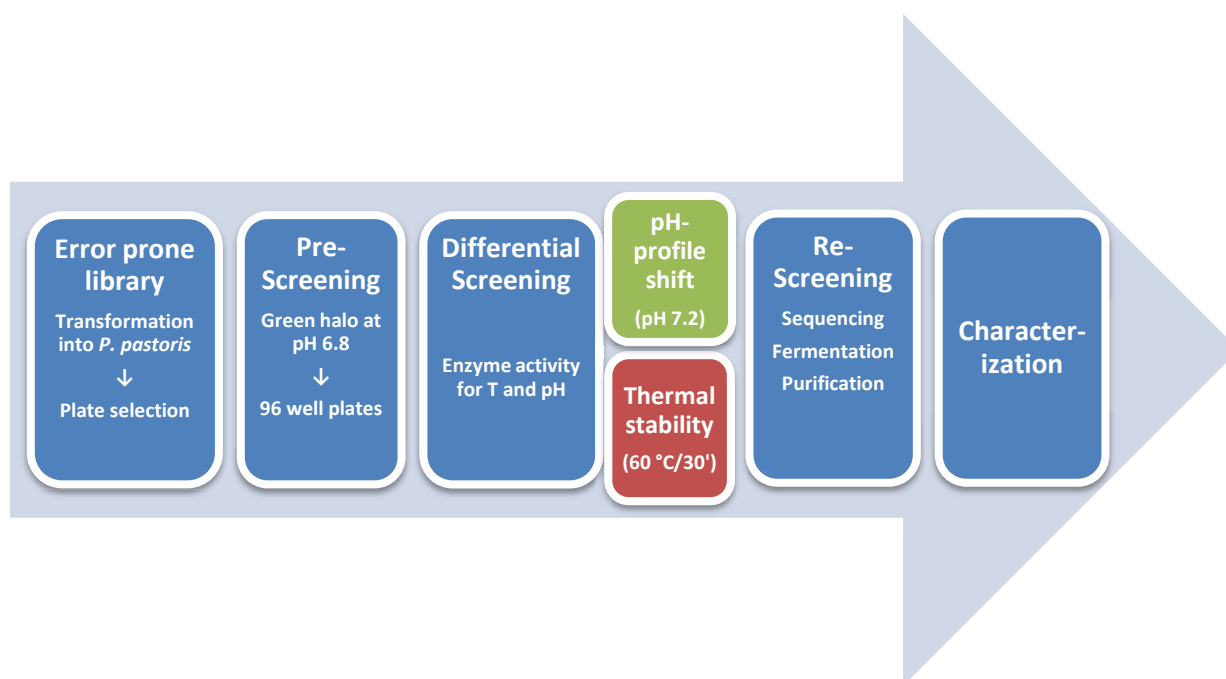 Error prone
library
Transformation
into P. pastoris
↓
Plate selection
Pre-
Screening
Green halo at
pH 6.8
↓
96 well plates
Differential
Screening
Enzyme activity
for T and pH
pH-
profile
shift
(pH 7.2)
Thermal
stability
(60 °C/30')
Re-
Screening
Sequencing
Fermentation
Purification
Character-
ization